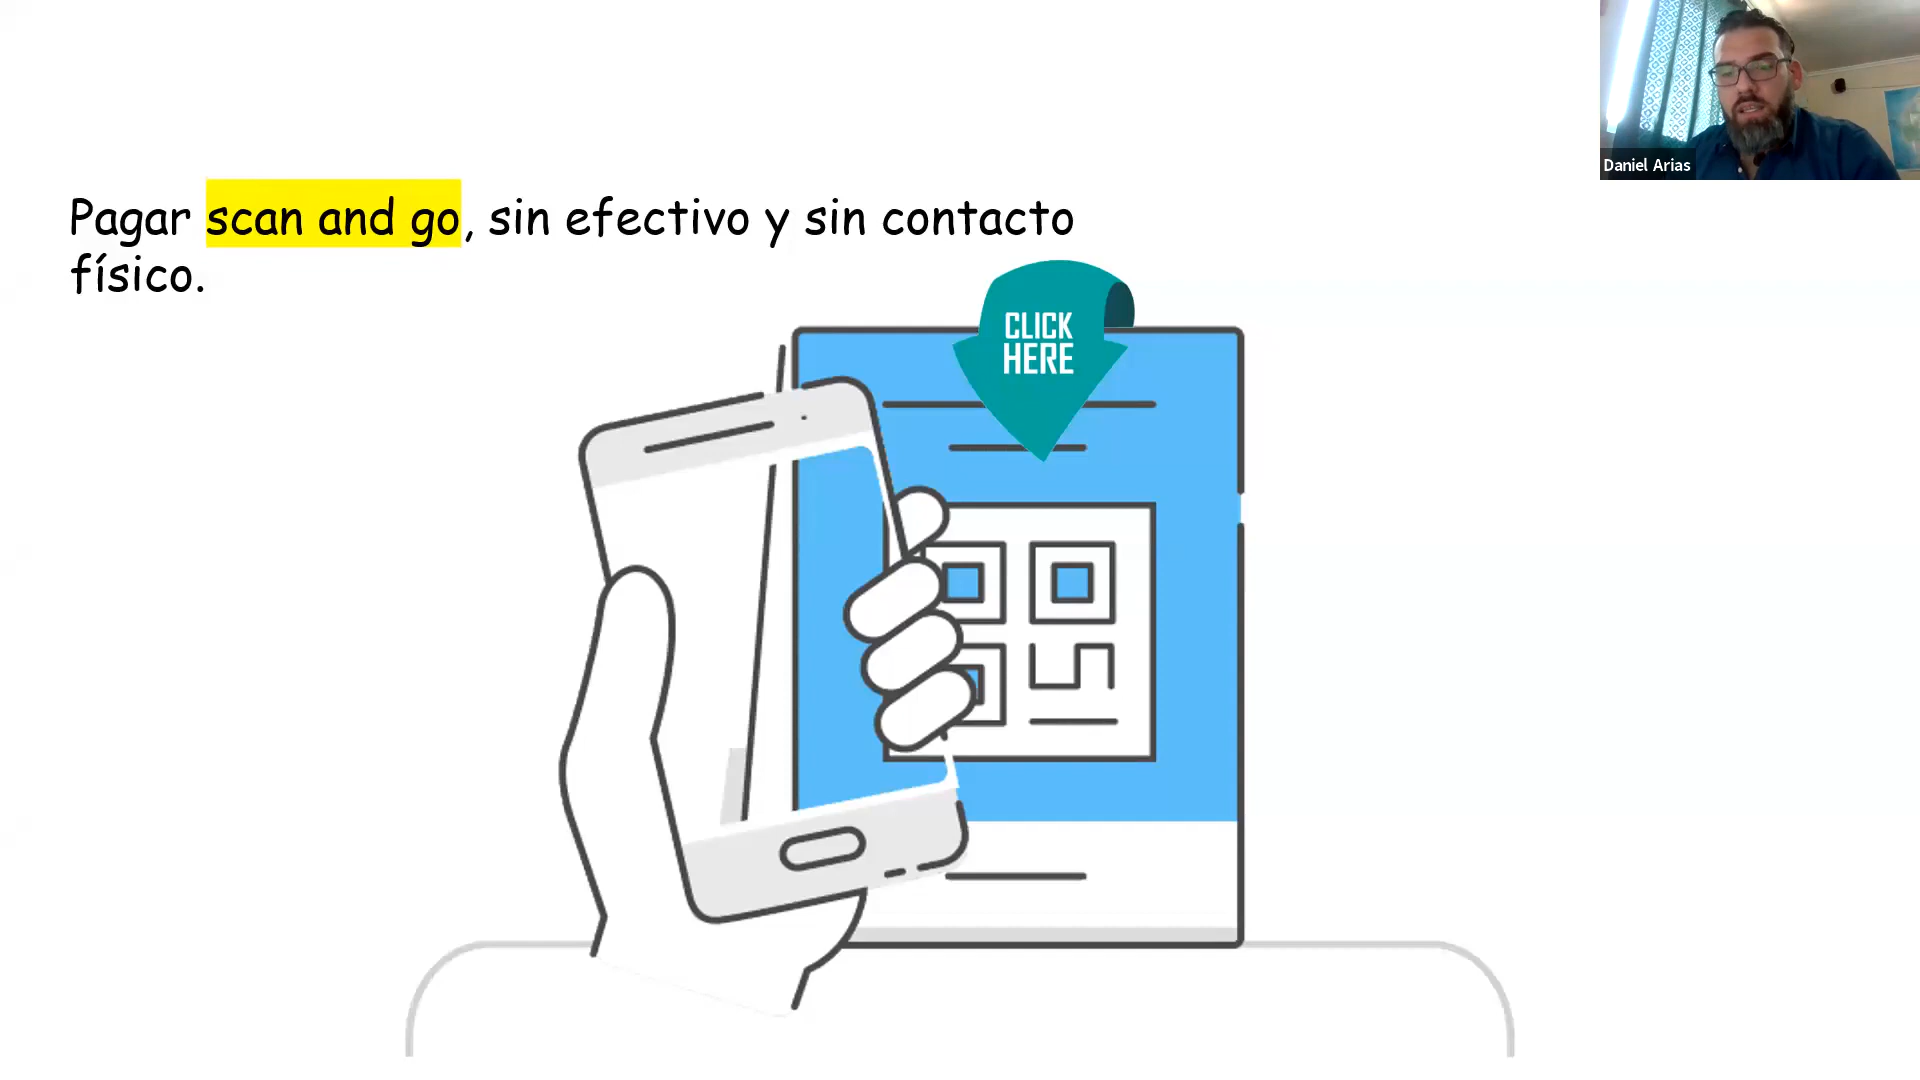 Daniel Arias
Pagar scan and go, sin efectivo y sin contacto
físico.
CLICK
HERE